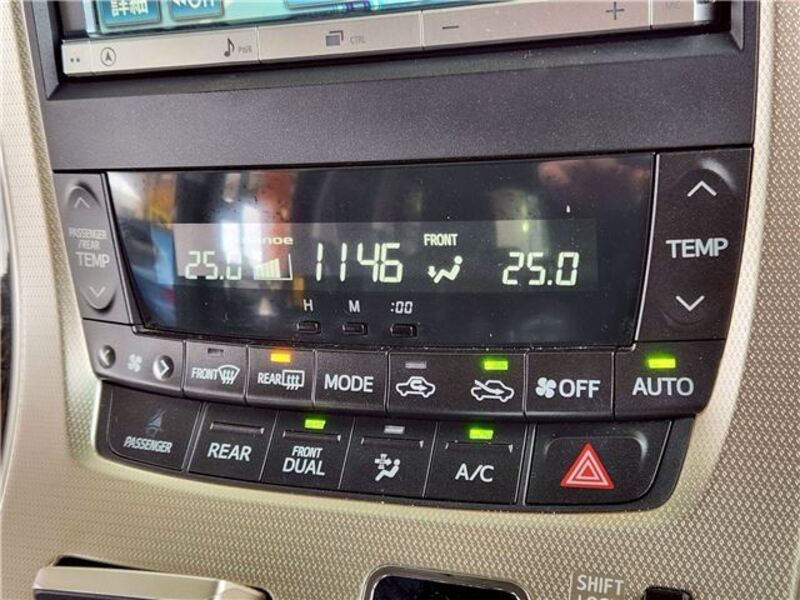 詳細
PWR
CTRL
PASSENGER
/REAR
TEMP
nanoe
25.0
1146
FRONT
25.0
H
M
:00
TEMP
FRONT
REAR
MODE
OFF
AUTO
PASSENGER
REAR
FRONT
DUAL
A/C
SHIFT